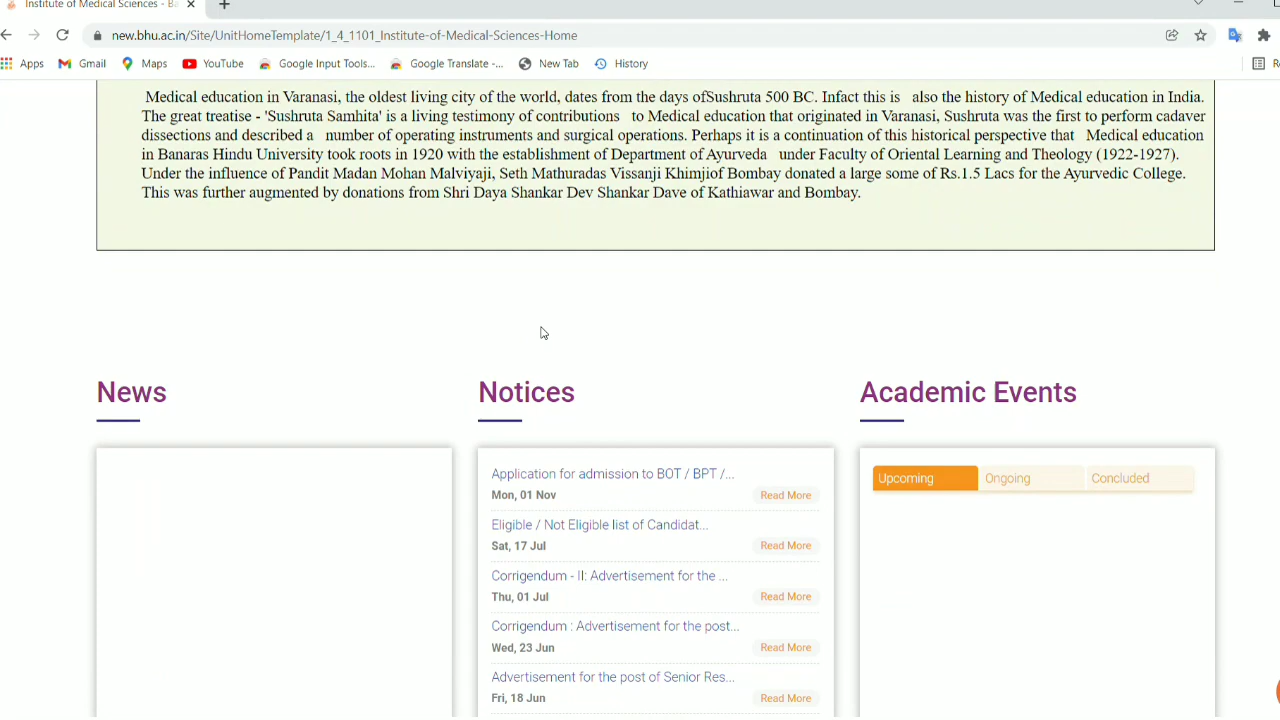 Institute of Medical Sciences - Ba
new.bhu.ac.in/Site/UnitHomeTemplate/1_4_1101_Institute-of-Medical-Sciences-Home
Apps Gmail Maps YouTube Google Input Tools... Google Translate -... New Tab History
Medical education in Varanasi, the oldest living city of the world, dates from the days ofSushruta 500 BC. Infact this is also the history of Medical education in India.
The great treatise - 'Sushruta Samhita' is a living testimony of contributions to Medical education that originated in Varanasi, Sushruta was the first to perform cadaver
dissections and described a number of operating instruments and surgical operations. Perhaps it is a continuation of this historical perspective that Medical education
in Banaras Hindu University took roots in 1920 with the establishment of Department of Ayurveda under Faculty of Oriental Learning and Theology (1922-1927).
Under the influence of Pandit Madan Mohan Malviyaji, Seth Mathuradas Vissanji Khimjiof Bombay donated a large some of Rs.1.5 Lacs for the Ayurvedic College.
This was further augmented by donations from Shri Daya Shankar Dev Shankar Dave of Kathiawar and Bombay.
News
Notices
Application for admission to BOT / BPT /...
Mon, 01 Nov Read More
Eligible / Not Eligible list of Candidat...
Sat, 17 Jul Read More
Corrigendum - II: Advertisement for the ...
Thu, 01 Jul Read More
Corrigendum : Advertisement for the post...
Wed, 23 Jun Read More
Advertisement for the post of Senior Res...
Fri, 18 Jun Read More
Academic Events
Upcoming Ongoing Concluded